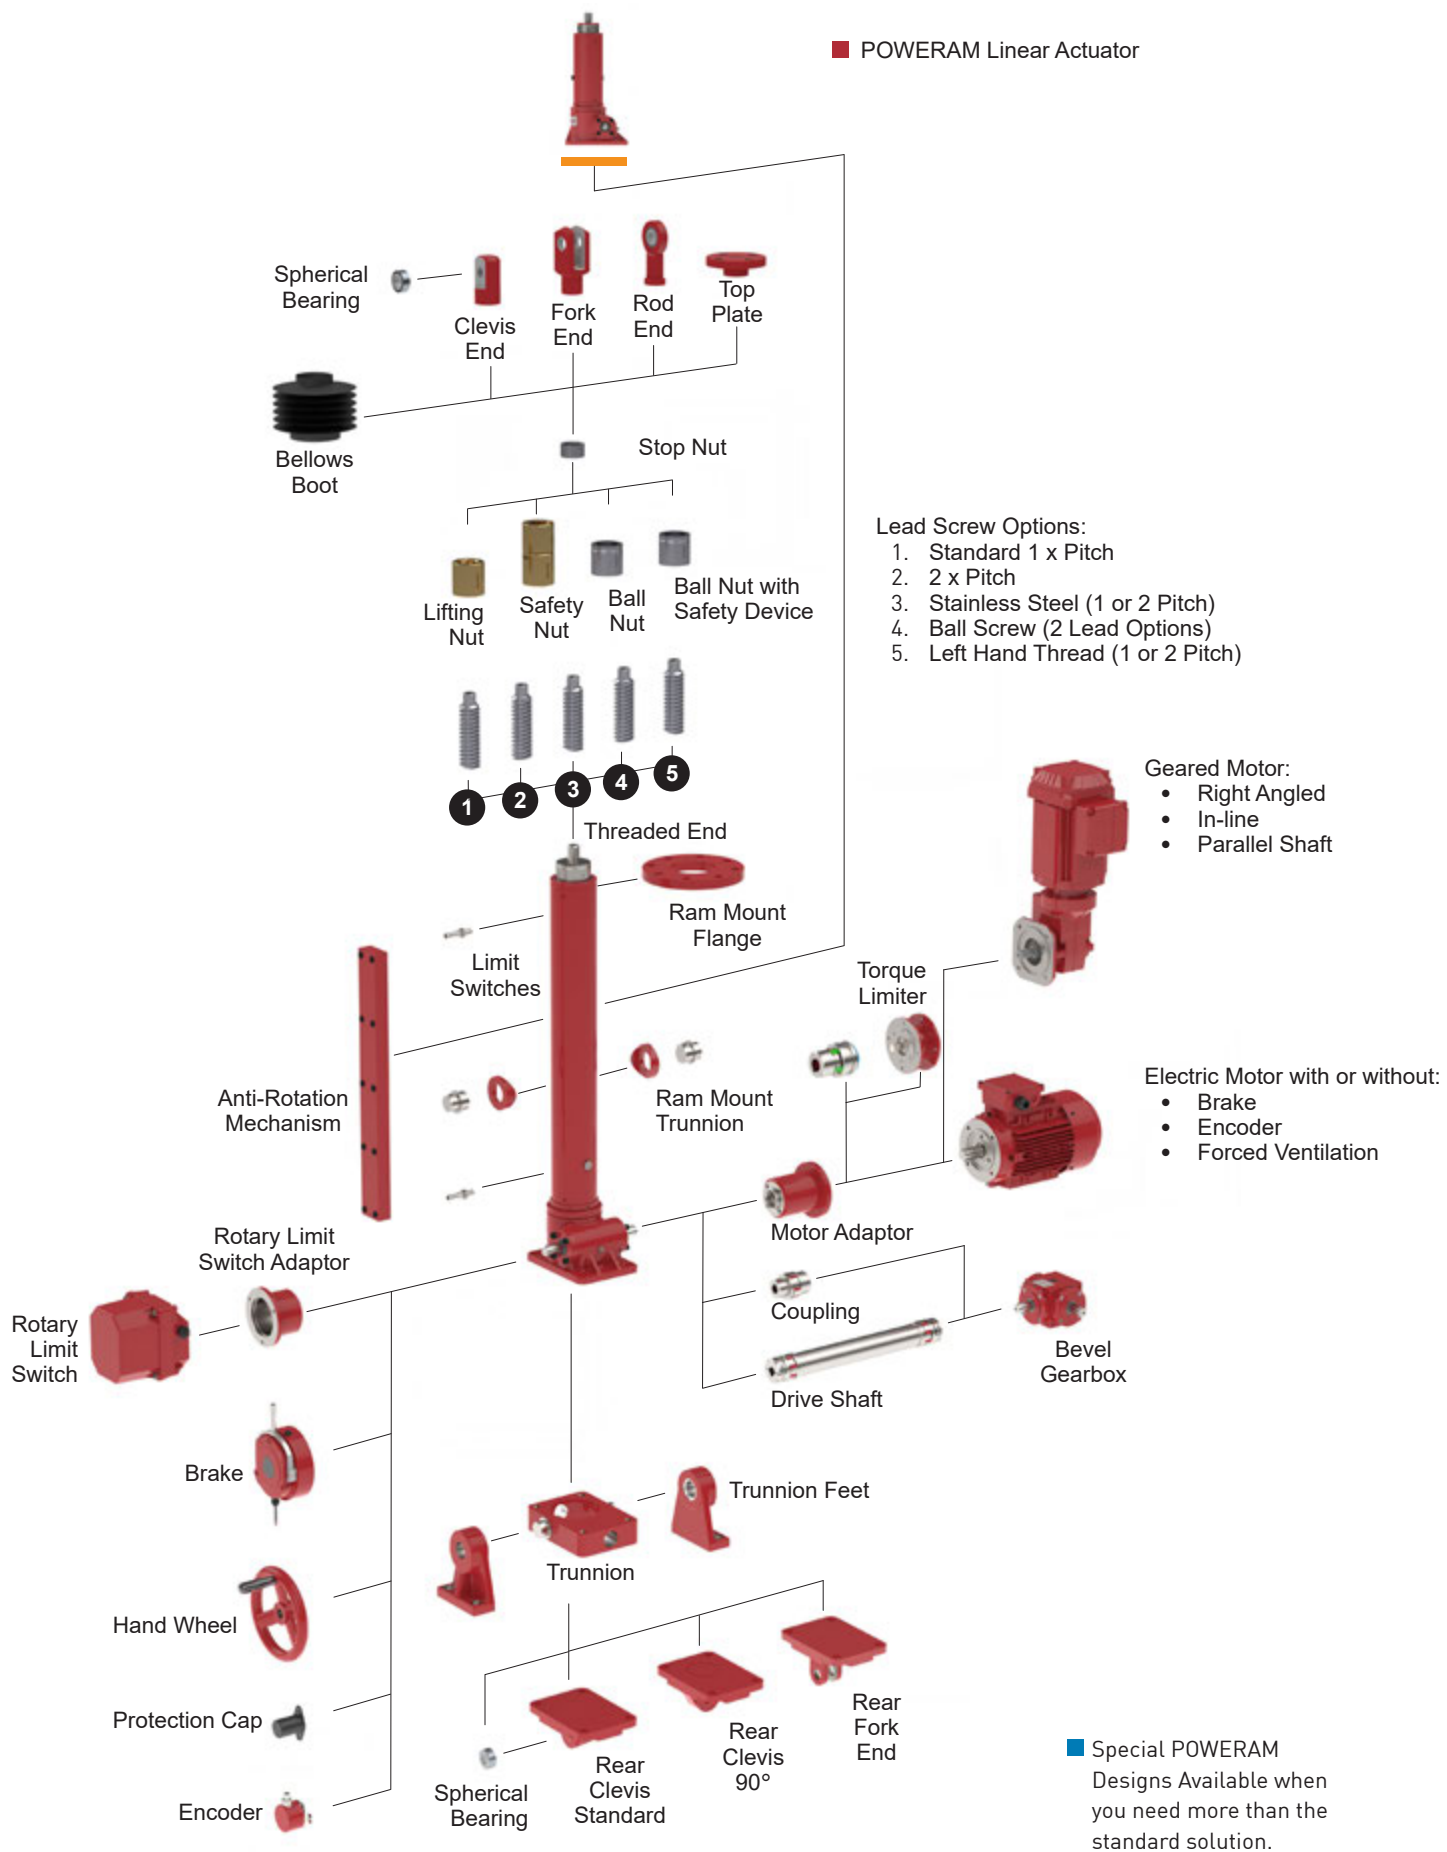 POWERAM Linear Actuator
Spherical
Bearing
Clevis
End
Fork
End
Rod
End
Top
Plate
Bellows
Boot
Stop Nut
Lifting
Nut
Safety
Nut
Ball
Nut
Ball Nut with
Safety Device
Lead Screw Options:
1. Standard 1 x Pitch
2. 2 x Pitch
3. Stainless Steel (1 or 2 Pitch)
4. Ball Screw (2 Lead Options)
5. Left Hand Thread (1 or 2 Pitch)
1 2 3 4 5
Threaded End
Ram Mount
Flange
Limit
Switches
Geared Motor:
• Right Angled
• In-line
• Parallel Shaft
Torque
Limiter
Anti-Rotation
Mechanism
Ram Mount
Trunnion
Electric Motor with or without:
• Brake
• Encoder
• Forced Ventilation
Motor Adaptor
Rotary Limit
Switch Adaptor
Rotary
Limit
Switch
Coupling
Drive Shaft
Bevel
Gearbox
Brake
Trunnion Feet
Trunnion
Hand Wheel
Protection Cap
Encoder
Spherical
Bearing
Rear
Clevis
Standard
Rear
Clevis
90°
Rear
Fork
End
Special POWERAM
Designs Available when
you need more than the
standard solution.